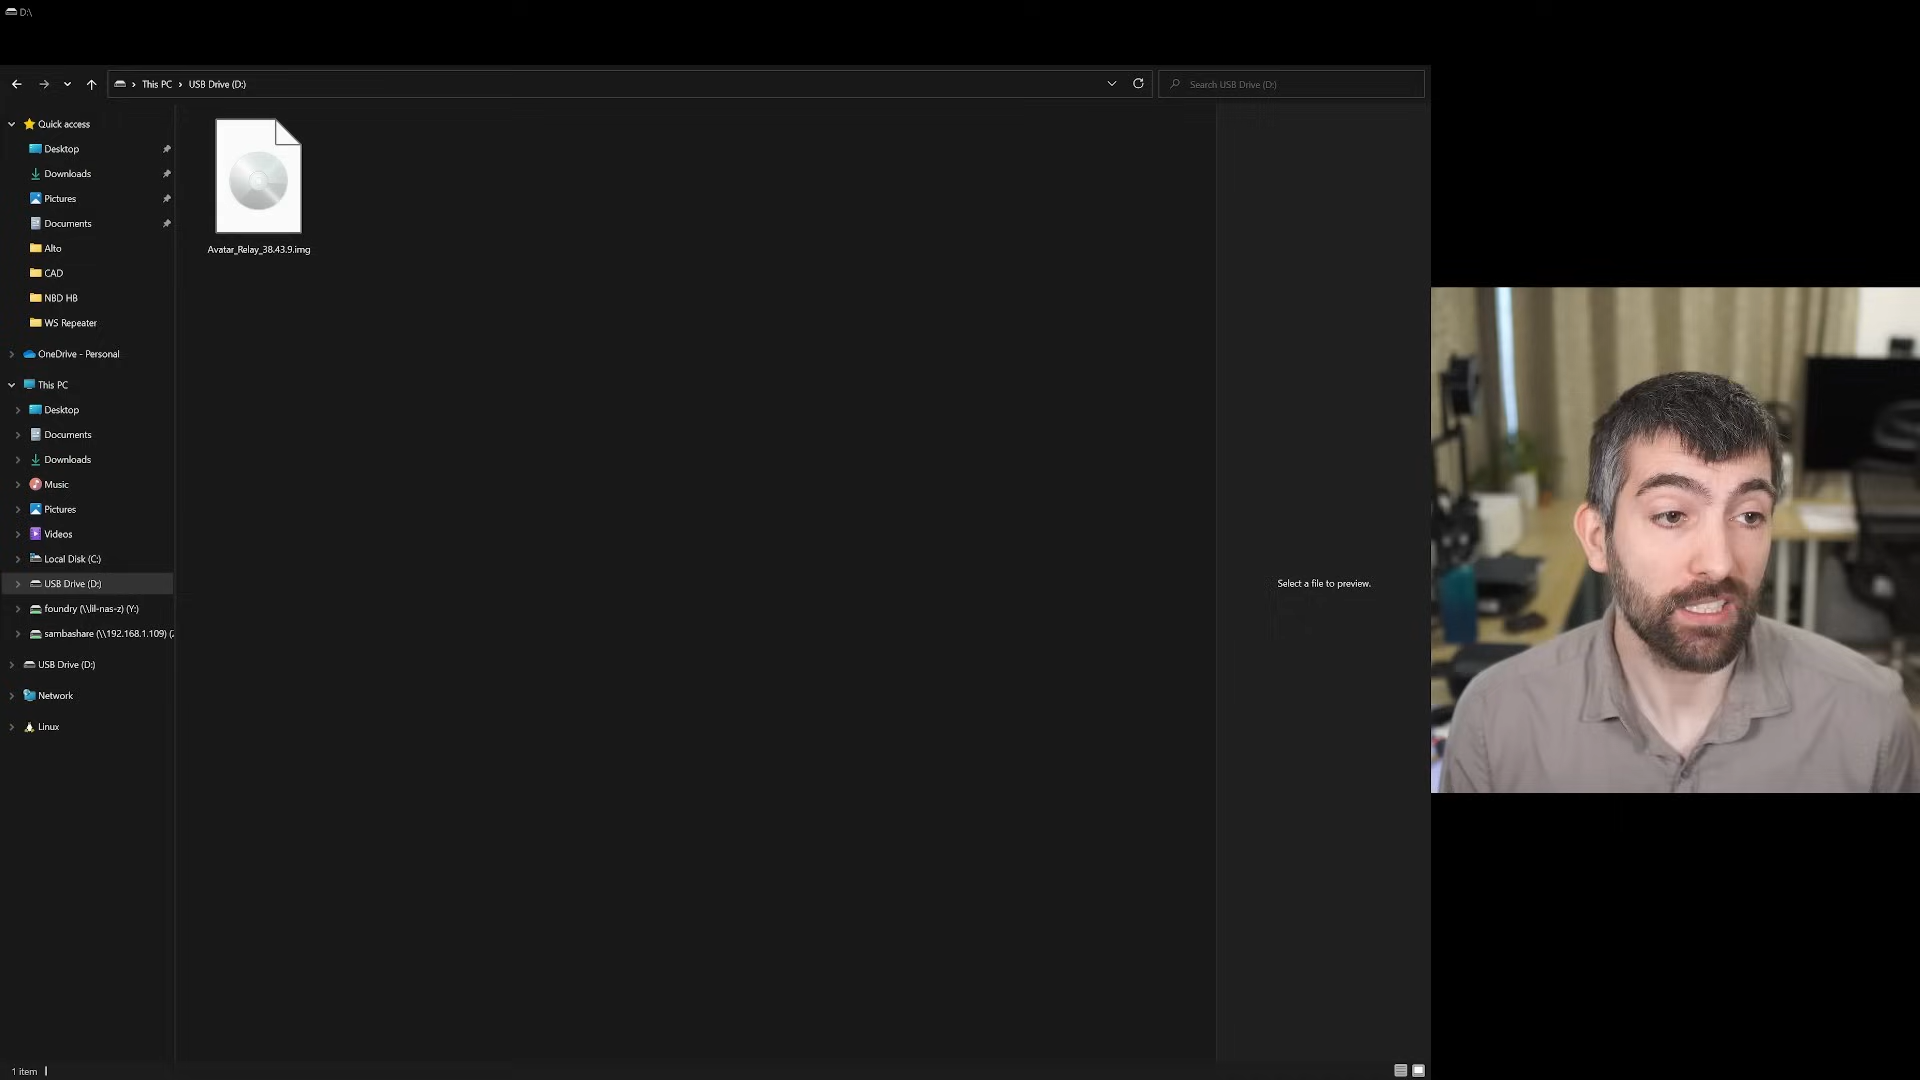 D:\
This PC
USB Drive (D:)
Search USB Drive (D:)
Quick access
Desktop
Downloads
Pictures
Documents
Alto
CAD
NBD HB
WS Repeater
OneDrive - Personal
This PC
Desktop
Documents
Downloads
Music
Pictures
Videos
Local Disk (C:)
USB Drive (D:)
foundry (\\lil-nas-z) (Y:)
sambashare (\\192.168.1.109) (Z
USB Drive (D:)
Network
Linux
Avatar_Relay_38.43.9.img
Select a file to preview.
1 item